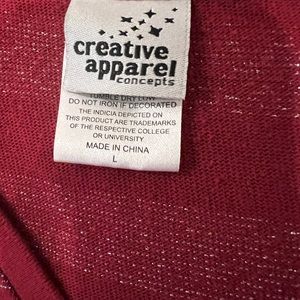 creative
apparel
concepts
TUMBLE DRY LOW
DO NOT IRON IF DECORATED
THE INDICIA DEPICTED ON
THIS PRODUCT ARE TRADEMARKS
OF THE RESPECTIVE COLLEGE
OR UNIVERSITY
MADE IN CHINA
L